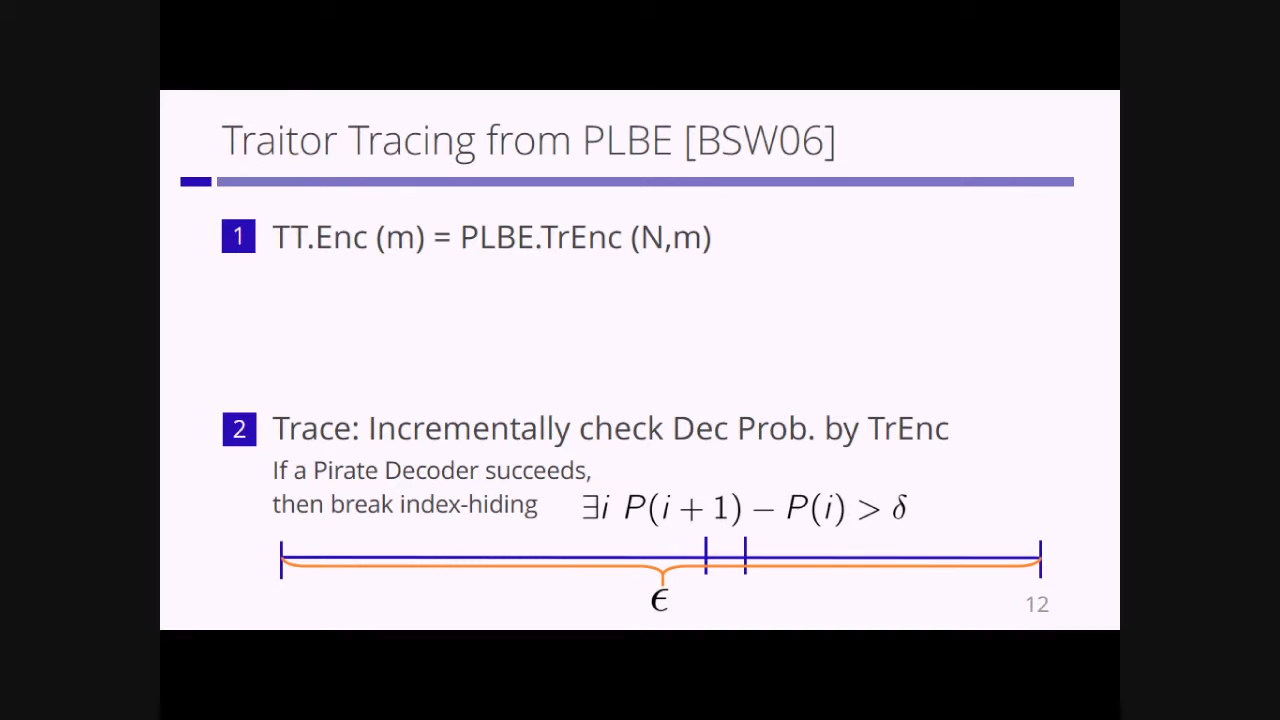 Traitor Tracing from PLBE [BSW06]
1 TT.Enc (m) = PLBE.TrEnc (N,m)
2 Trace: Incrementally check Dec Prob. by TrEnc
If a Pirate Decoder succeeds,
then break index-hiding ∃i P(i + 1) − P(i) > δ
ϵ
12